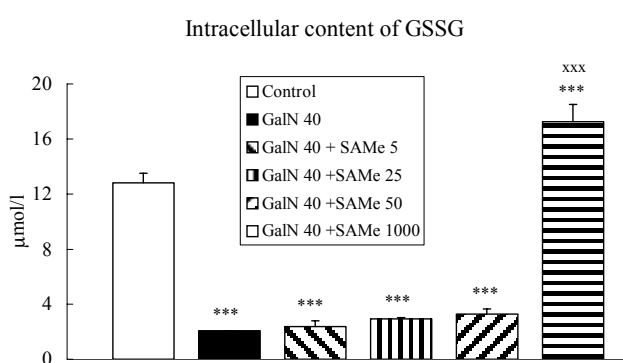 Intracellular content of GSSG
xxx
***
20
16
12
8
4
0
µmol/l
Control
GalN 40
GalN 40 + SAMe 5
GalN 40 +SAMe 25
GalN 40 +SAMe 50
GalN 40 +SAMe 1000
***
***
***
***